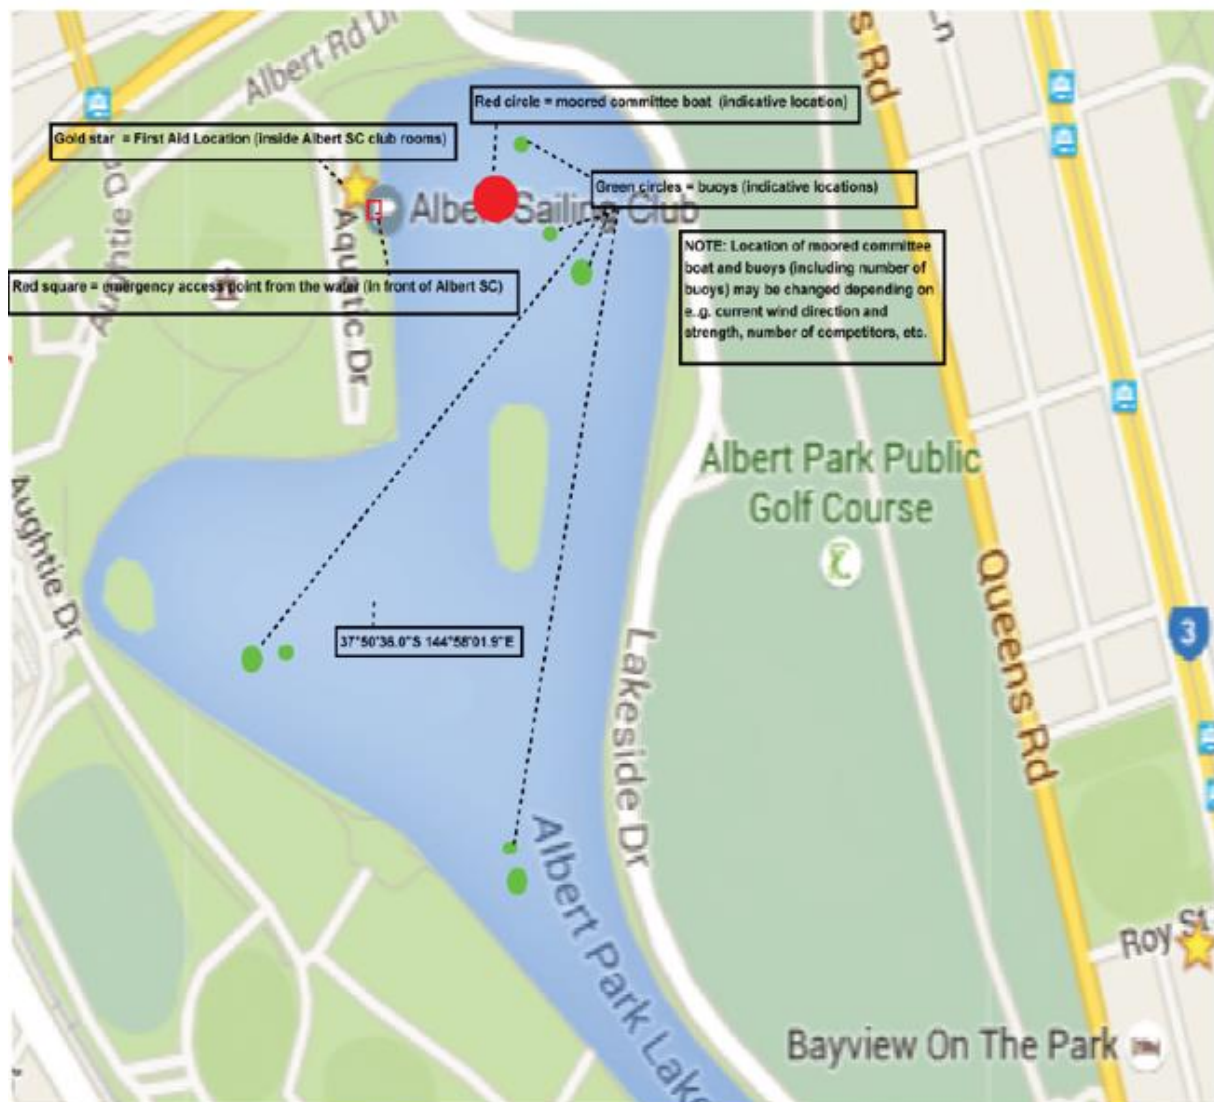 s Rd
Ln
Albert Rd Dr
Red circle = moored committee boat (indicative location)
Gold star = First Aid Location (inside Albert SC club rooms)
Green circles = buoys (indicative locations)
Albert Sailing Club
Aughtie Dr
Aquatic Dr
NOTE: Location of moored committee
boat and buoys (including number of
buoys) may be changed depending on
e..g. current wind direction and
strength, number of competitors, etc.
Red square = emergency access point from the water (in front of Albert SC)
Albert Park Public
Golf Course
Aughtie Dr
Queens Rd
3
37°50'36.0"S 144°58'01.9"E
Lakeside Dr
Albert Park Lake
Roy St
Bayview On The Park